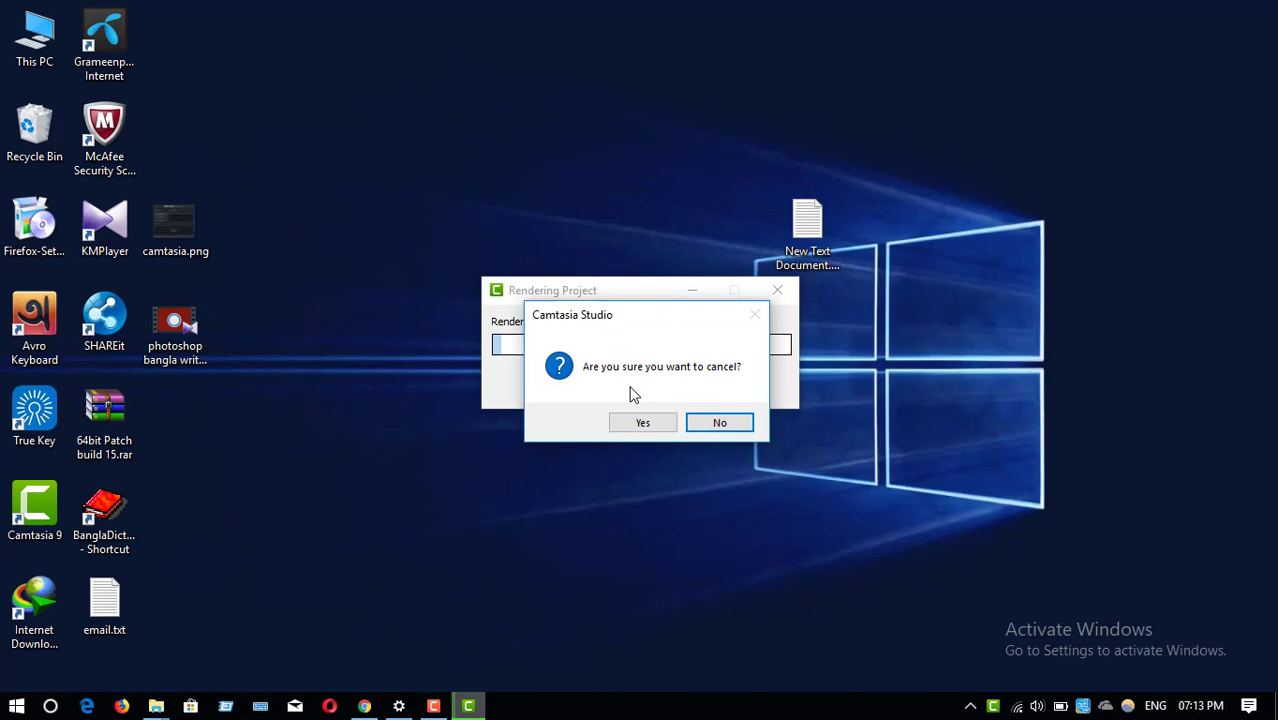 This PC
Grameenp...
Internet
Recycle Bin
McAfee
Security Sc...
Firefox-Set...
KMPlayer
camtasia.png
Avro
Keyboard
SHAREit
photoshop
bangla writ...
True Key
64bit Patch
build 15.rar
Camtasia 9
BanglaDict...
- Shortcut
Internet
Downlo...
email.txt
New Text
Document....
Rendering Project
Render
Camtasia Studio
Are you sure you want to cancel?
Yes
No
Activate Windows
Go to Settings to activate Windows.
ENG
07:13 PM